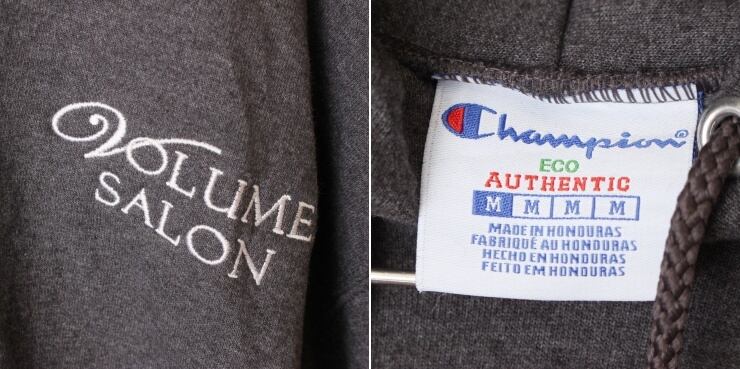 VOLUME
SALON
Champion®
ECO
AUTHENTIC
M M M M
MADE IN HONDURAS
FABRIQUÉ AU HONDURAS
HECHO EN HONDURAS
FEITO EM HONDURAS